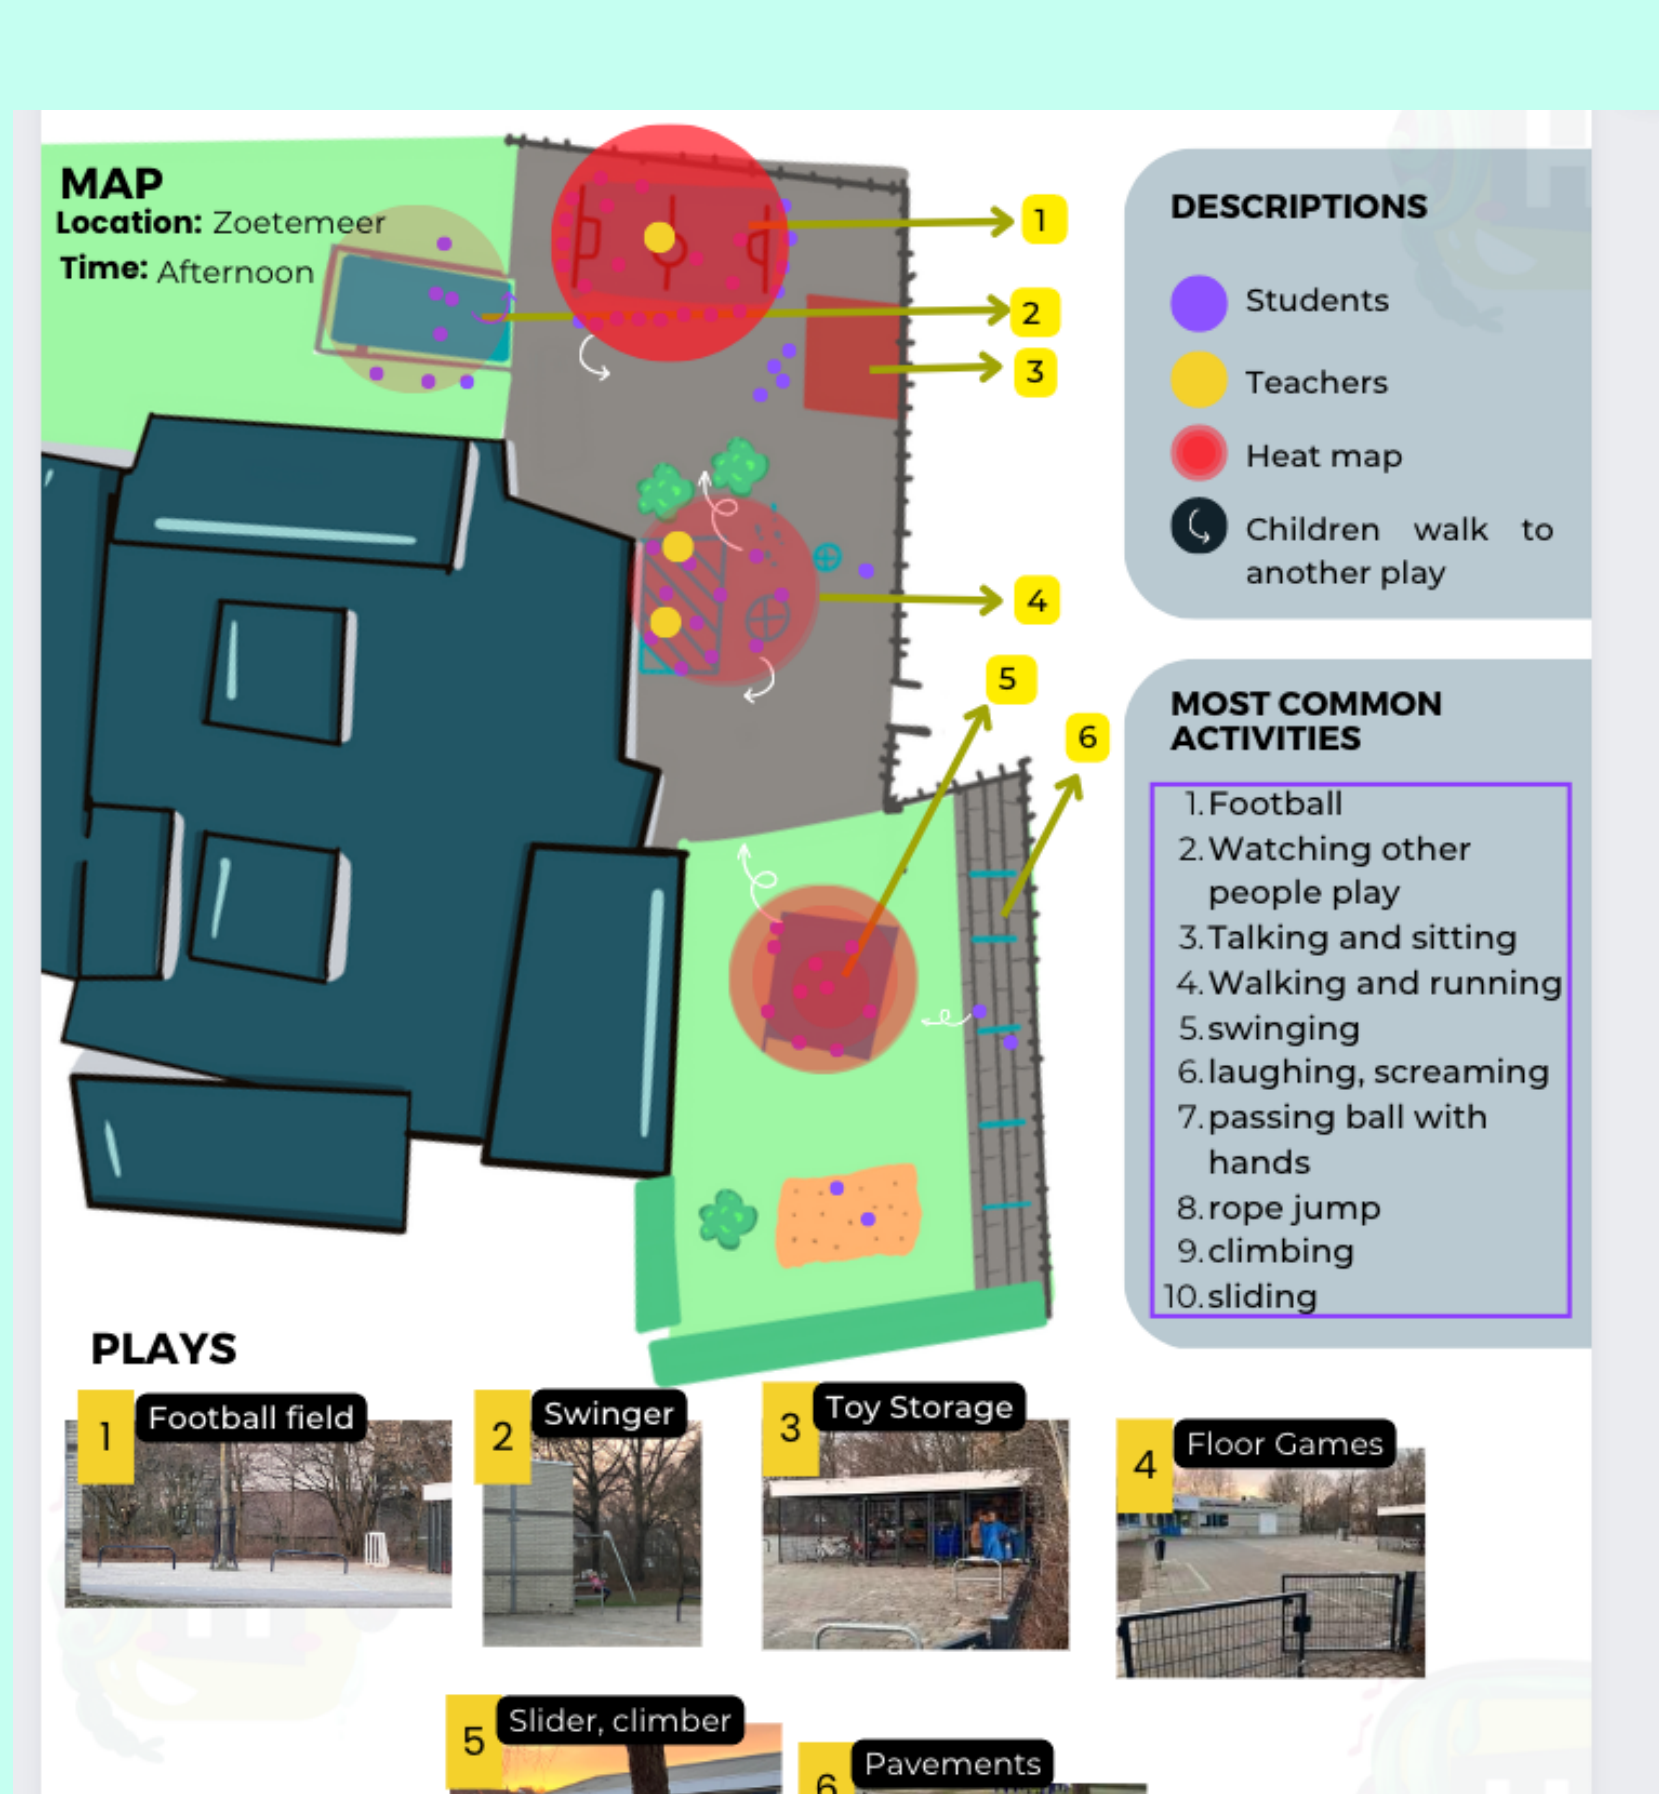 MAP
Location: Zoetemeer
Time: Afternoon
1
2
3
4
5
6
DESCRIPTIONS
Students
Teachers
Heat map
Children walk to
another play
MOST COMMON
ACTIVITIES
1. Football
2. Watching other
people play
3. Talking and sitting
4. Walking and running
5. swinging
6. laughing, screaming
7. passing ball with
hands
8. rope jump
9. climbing
10. sliding
PLAYS
1 Football field
2 Swinger
3 Toy Storage
4 Floor Games
5 Slider, climber
6 Pavements